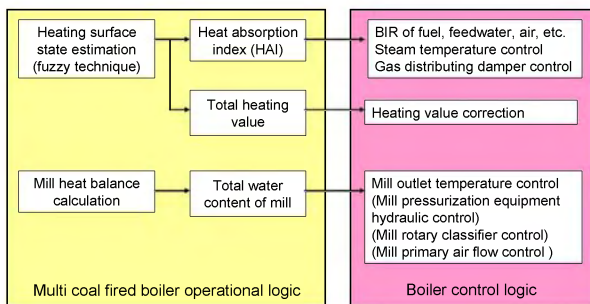 Heating surface
state estimation
(fuzzy technique)
Heat absorption
index (HAI)
BIR of fuel, feedwater, air, etc.
Steam temperature control
Gas distributing damper control
Total heating
value
Heating value correction
Mill heat balance
calculation
Total water
content of mill
Mill outlet temperature control
(Mill pressurization equipment
hydraulic control)
(Mill rotary classifier control)
(Mill primary air flow control )
Multi coal fired boiler operational logic
Boiler control logic